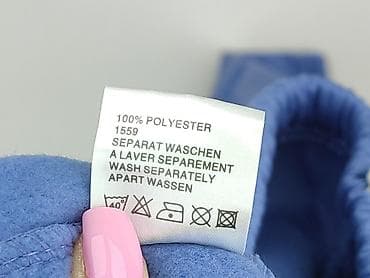 100% POLYESTER
1559
SEPARAT WASCHEN
A LAVER SEPAREMENT
WASH SEPARATELY
APART WASSEN
40°